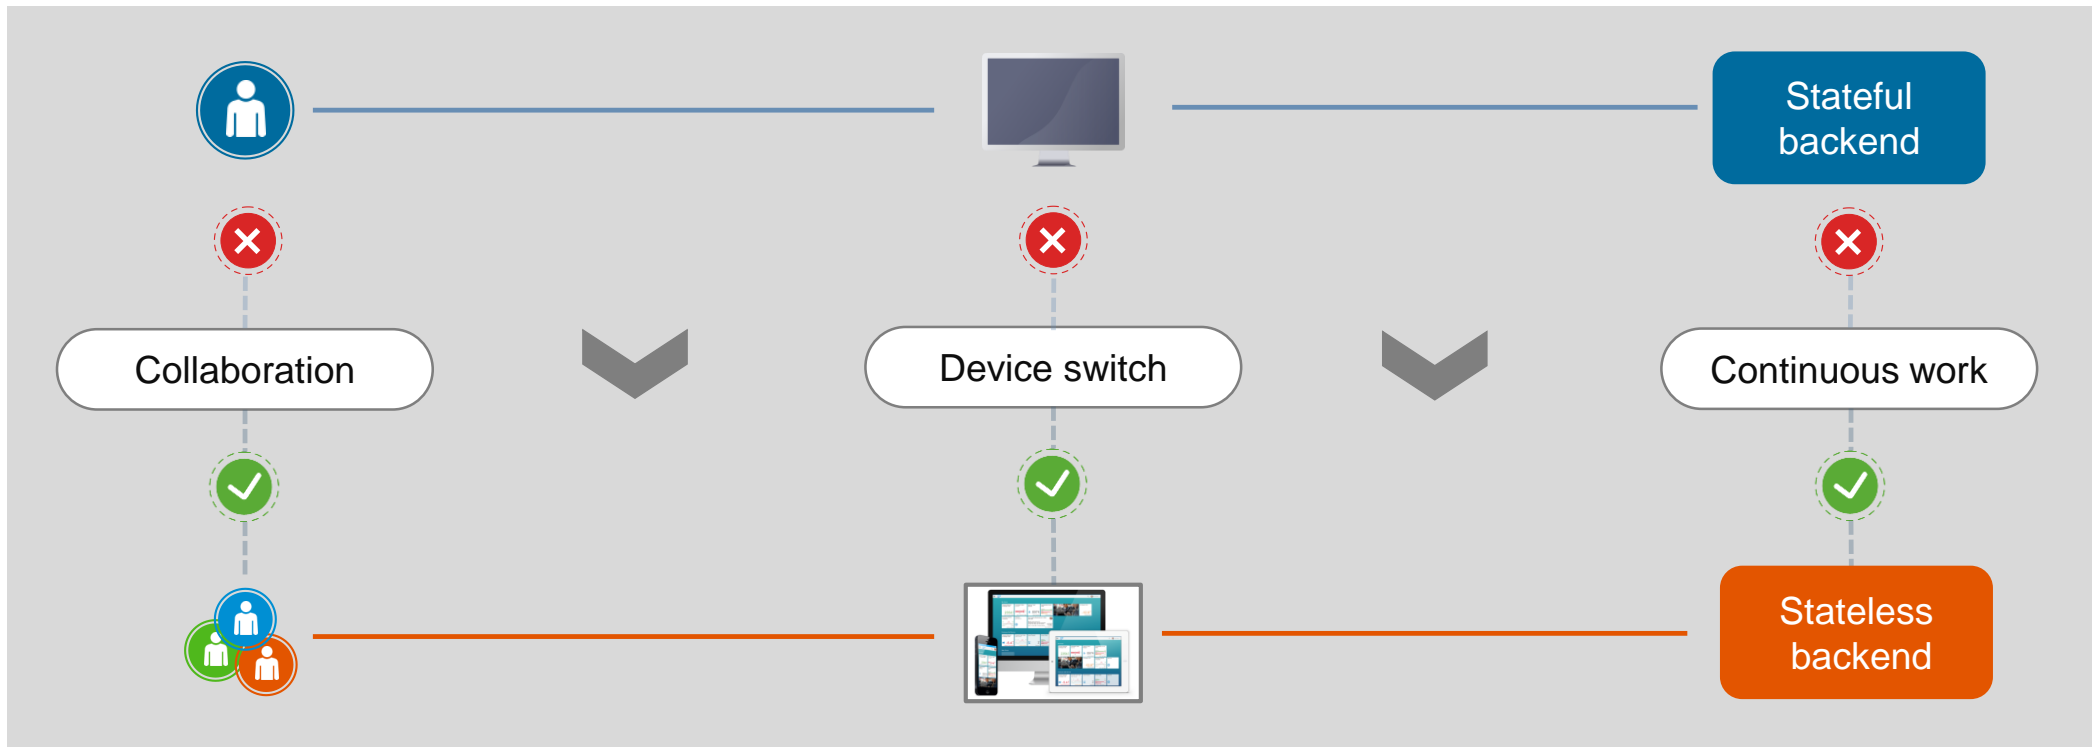 Stateful
backend
Collaboration
Device switch
Continuous work
Stateless
backend